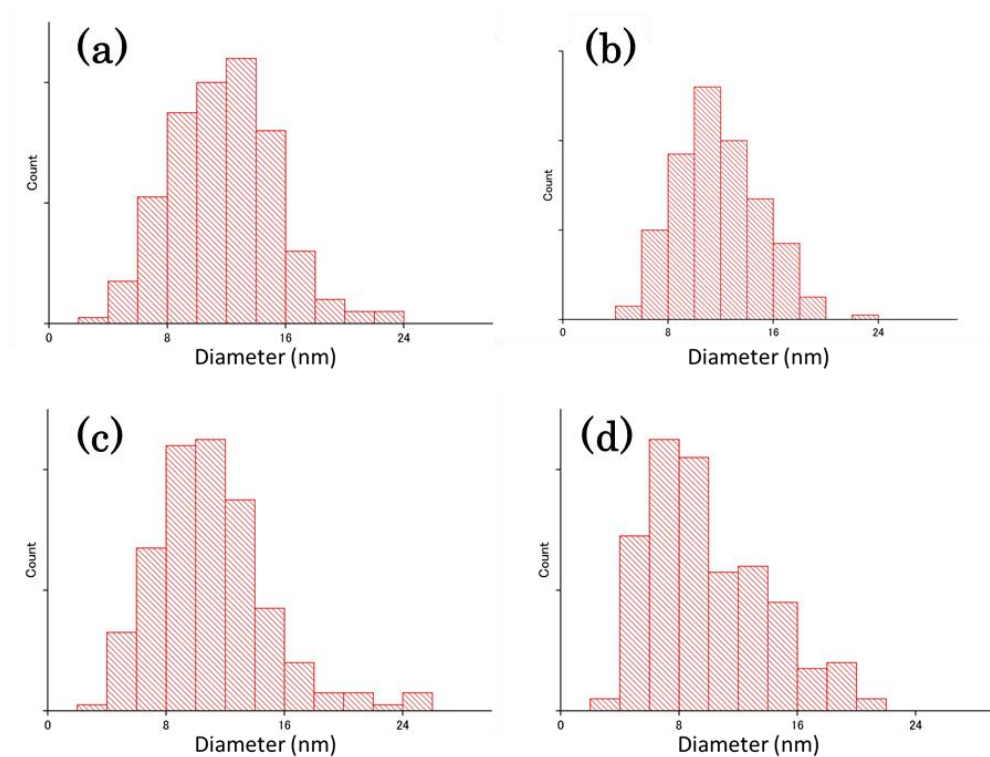 (a)
Count
0 8 16 24
Diameter (nm)
(b)
Count
0 8 16 24
Diameter (nm)
(c)
Count
0 8 16 24
Diameter (nm)
(d)
Count
0 8 16 24
Diameter (nm)